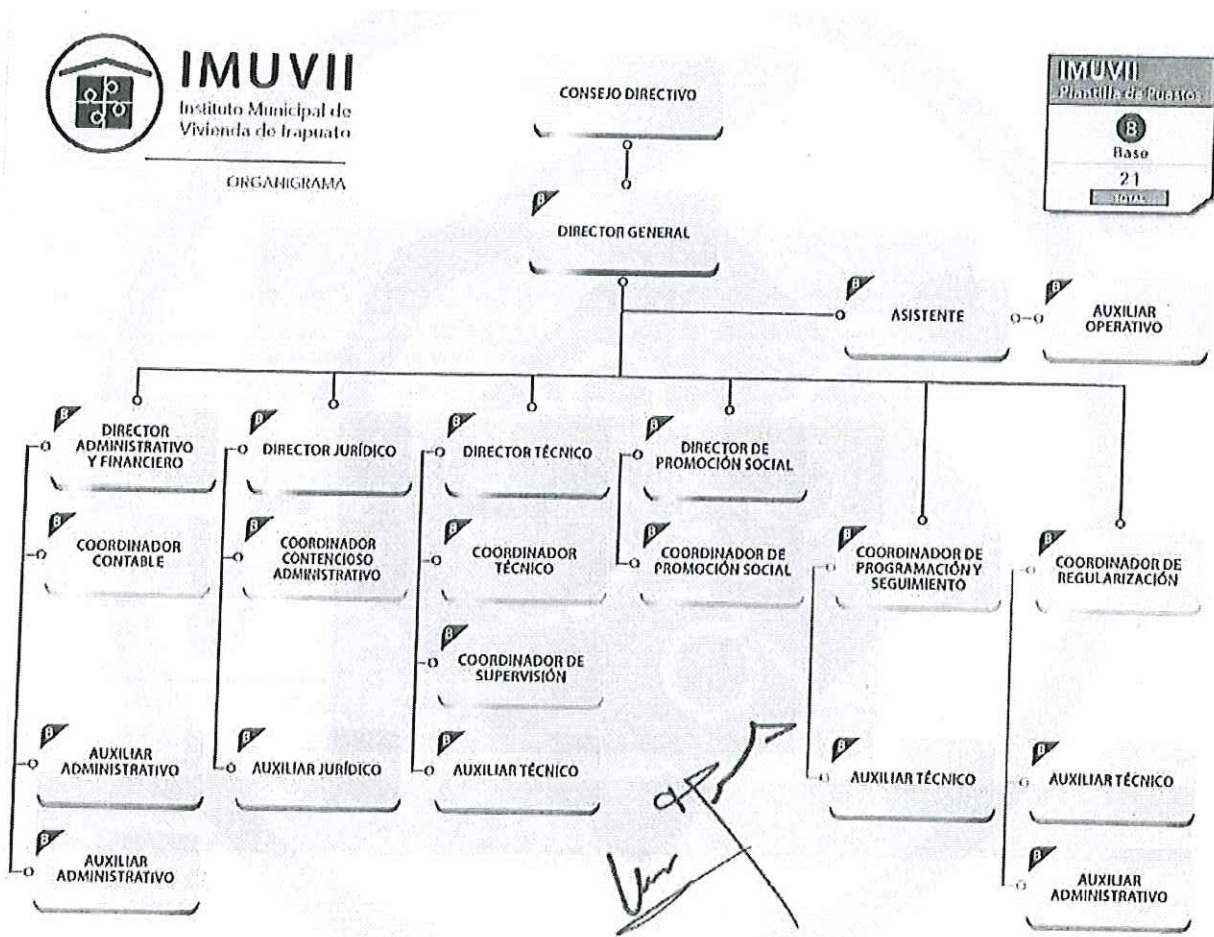 IMUVII
Instituto Municipal de
Vivienda de Irapuato
ORGANIGRAMA
CONSEJO DIRECTIVO
IMUVII
Plantilla de Puesto
B
Base
21
TOTAL
B
DIRECTOR GENERAL
B
ASISTENTE
B
AUXILIAR
OPERATIVO
B
DIRECTOR
ADMINISTRATIVO
Y FINANCIERO
B
DIRECTOR JURÍDICO
B
DIRECTOR TÉCNICO
B
DIRECTOR DE
PROMOCIÓN SOCIAL
B
COORDINADOR
CONTABLE
B
COORDINADOR
CONTENCIOSO
ADMINISTRATIVO
B
COORDINADOR
TÉCNICO
B
COORDINADOR DE
PROMOCIÓN SOCIAL
B
COORDINADOR DE
PROGRAMACIÓN Y
SEGUIMIENTO
B
COORDINADOR DE
REGULARIZACIÓN
B
COORDINADOR DE
SUPERVISIÓN
B
AUXILIAR
ADMINISTRATIVO
B
AUXILIAR JURÍDICO
B
AUXILIAR TÉCNICO
B
AUXILIAR TÉCNICO
B
AUXILIAR TÉCNICO
B
AUXILIAR
ADMINISTRATIVO
B
AUXILIAR
ADMINISTRATIVO